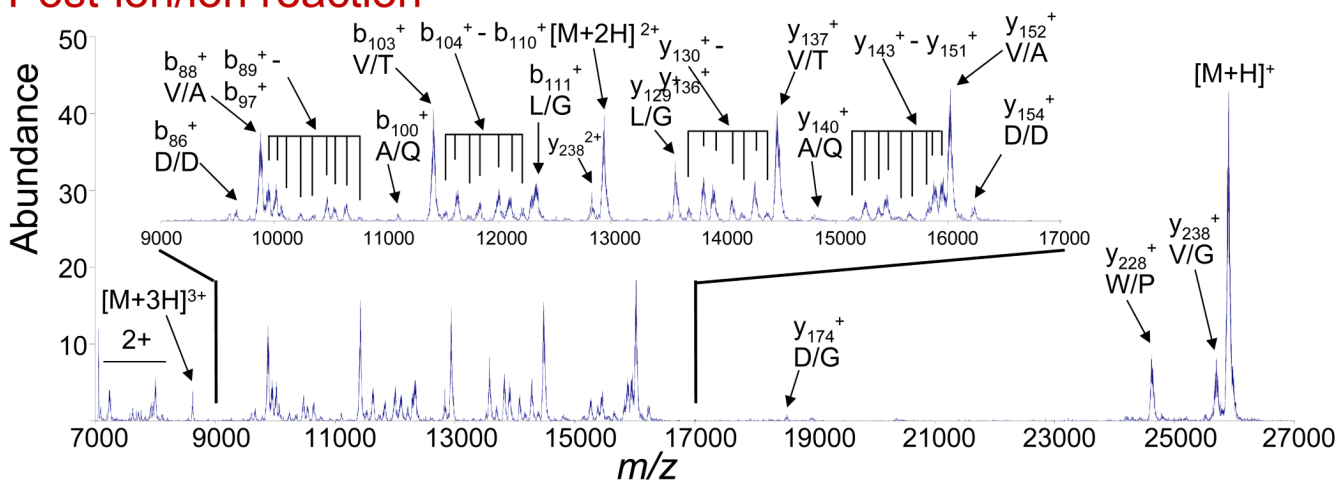 Post-ion/ion reaction
Abundance
50
40
30
20
10
b₈₆⁺
D/D
b₈₈⁺
V/A
b₈₉⁺ -
b₉₇⁺
b₁₀₀⁺
A/Q
b₁₀₃⁺
V/T
b₁₀₄⁺ - b₁₁₀⁺
b₁₁₁⁺
L/G
[M+2H] ²⁺
y₂₃₈²⁺
y₁₂₉⁺
L/G
y₁₃₀⁺ -
y₁₃₆⁺
y₁₃₇⁺
V/T
y₁₄₀⁺
A/Q
y₁₄₃⁺ - y₁₅₁⁺
y₁₅₂⁺
V/A
y₁₅₄⁺
D/D
[M+H]⁺
9000 10000 11000 12000 13000 14000 15000 16000 17000
[M+3H]³⁺
2+
y₁₇₄⁺
D/G
y₂₂₈⁺
W/P
y₂₃₈⁺
V/G
7000 9000 11000 13000 15000 17000 19000 21000 23000 25000 27000
m/z